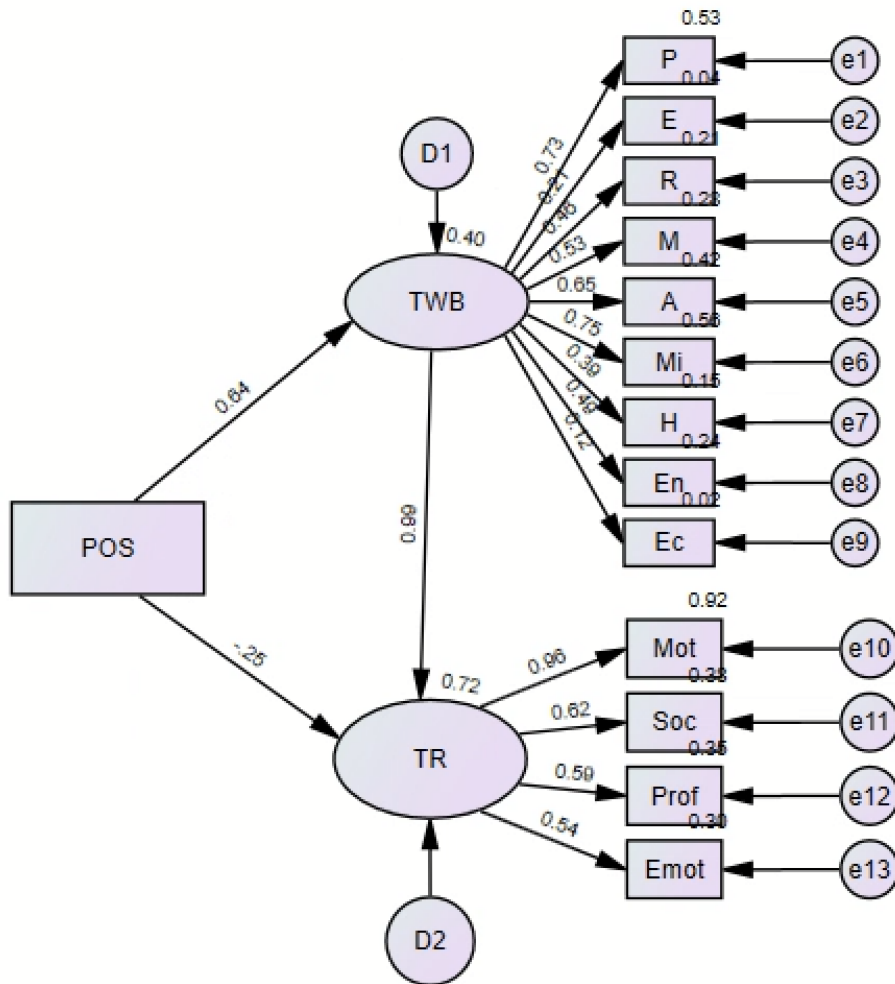 0.53
P
e1
0.04
E
e2
0.21
R
e3
0.28
M
e4
0.42
A
e5
0.56
Mi
e6
0.15
H
e7
0.24
En
e8
0.02
Ec
e9
D1
0.40
TWB
0.73
0.21
0.46
0.53
0.65
0.75
0.39
0.49
0.12
0.64
POS
0.99
-.25
0.72
TR
D2
0.96
0.62
0.59
0.54
0.92
Mot
e10
0.38
Soc
e11
0.35
Prof
e12
0.30
Emot
e13